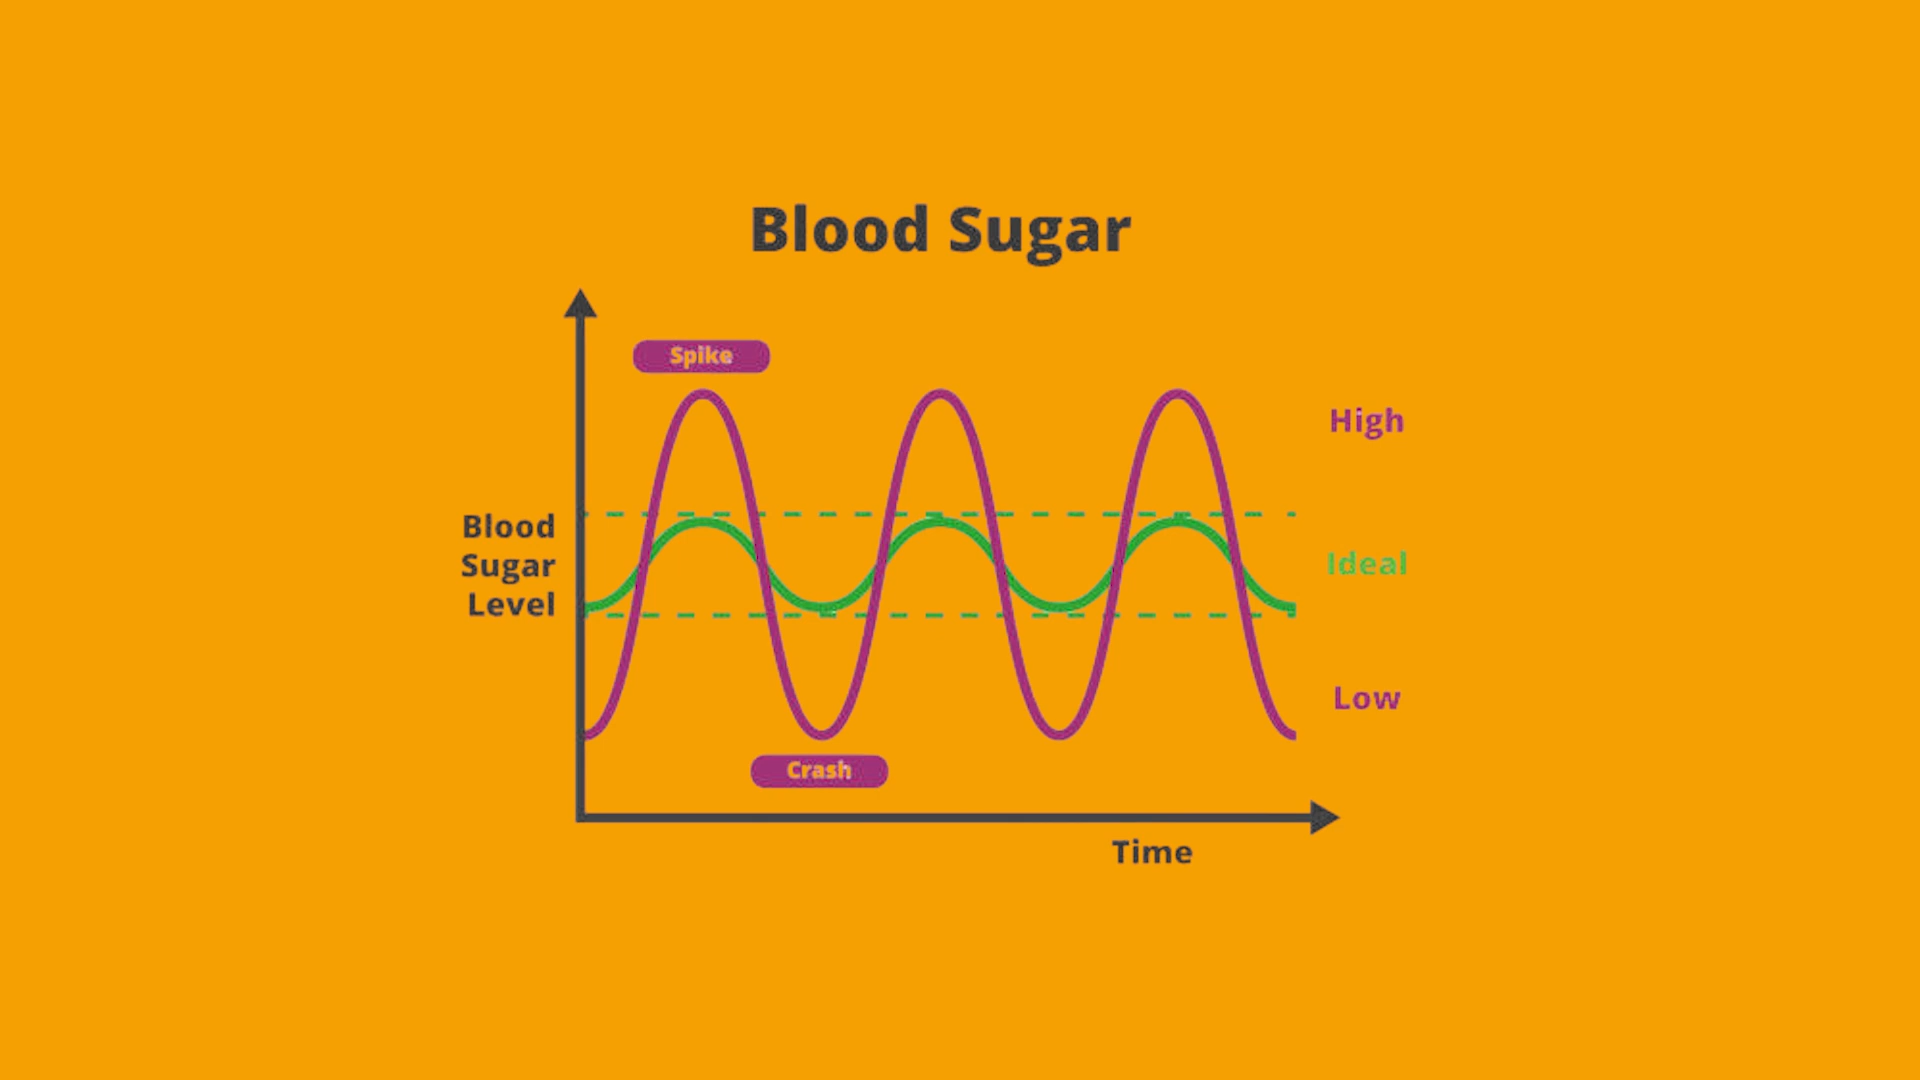 Blood Sugar
Spike
High
Blood
Sugar
Level
Ideal
Low
Crash
Time